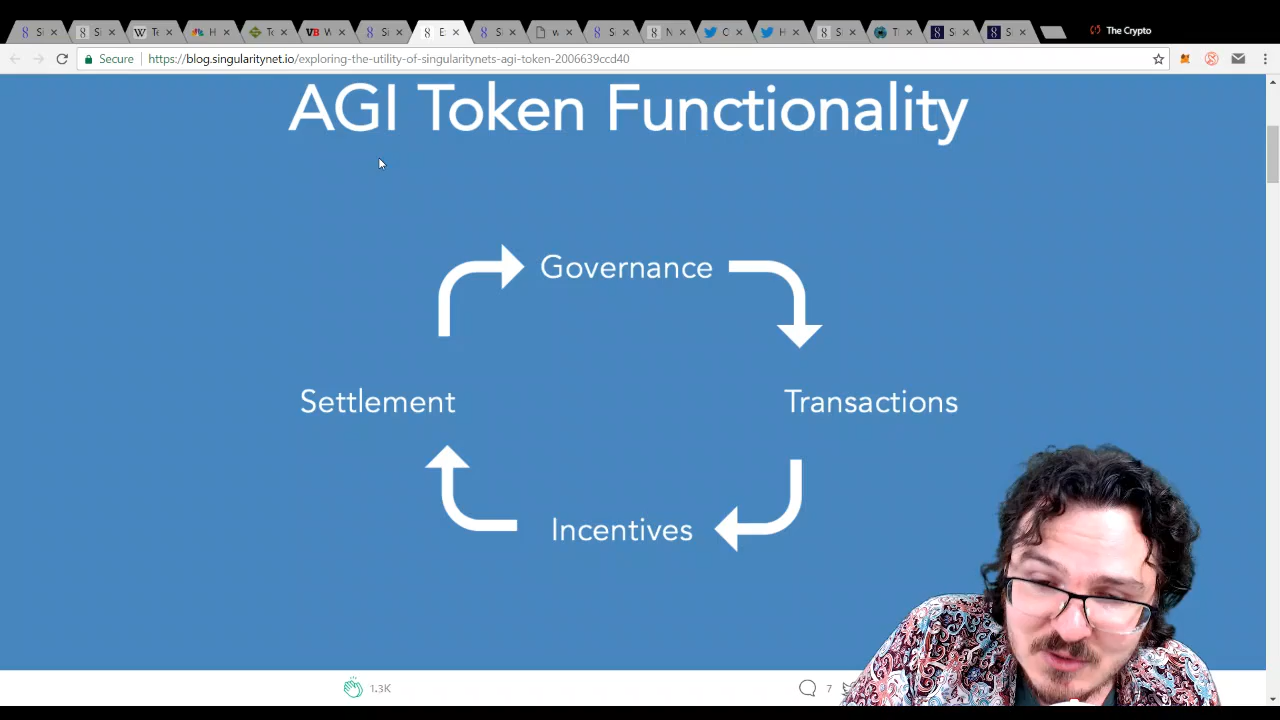 The Crypto
Secure
https://blog.singularitynet.io/exploring-the-utility-of-singularitynets-agi-token-2006639ccd40
AGI Token Functionality
Governance
Settlement
Transactions
Incentives
1.3K
7